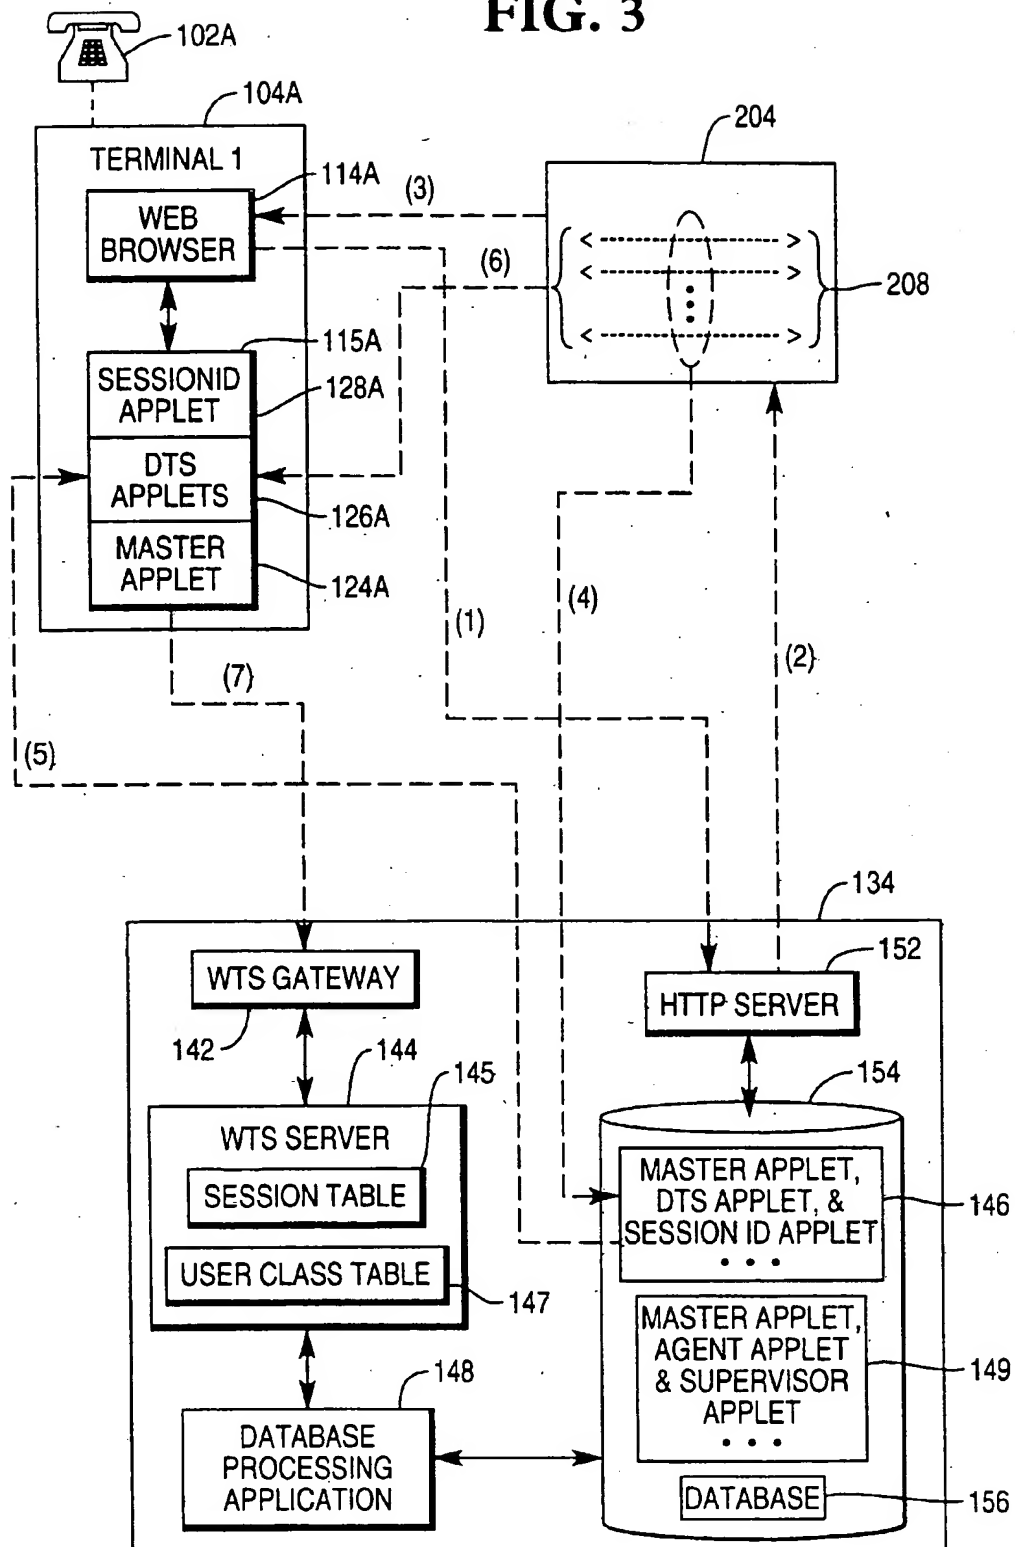 FIG. 3
102A
104A
TERMINAL 1
114A
WEB
BROWSER
(3)
204
(6)
208
115A
SESSIONID
APPLET
128A
DTS
APPLETS
126A
MASTER
APPLET
124A
(1)
(4)
(2)
(7)
(5)
134
WTS GATEWAY
142
152
HTTP SERVER
144
145
154
WTS SERVER
SESSION TABLE
USER CLASS TABLE
147
MASTER APPLET,
DTS APPLET, &
SESSION ID APPLET
• • •
146
MASTER APPLET,
AGENT APPLET
& SUPERVISOR
APPLET
• • •
149
148
DATABASE
PROCESSING
APPLICATION
DATABASE
156